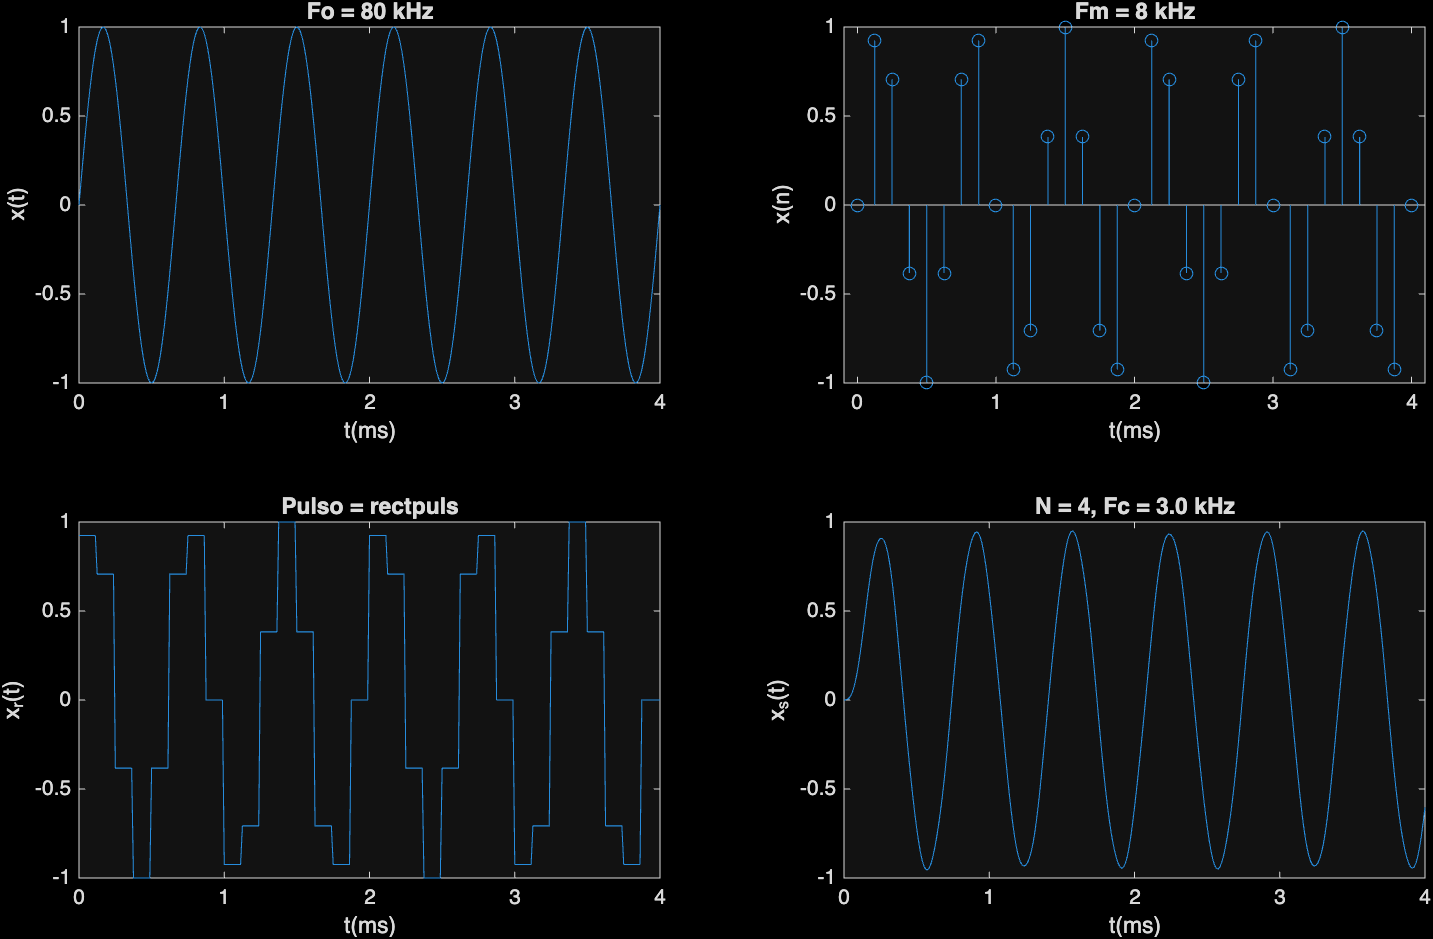 Fo = 80 kHz
1
0.5
0
-0.5
-1
x(t)
0 1 2 3 4
t(ms)
Fm = 8 kHz
1
0.5
0
-0.5
-1
x(n)
0 1 2 3 4
t(ms)
Pulso = rectpuls
1
0.5
0
-0.5
-1
xr(t)
0 1 2 3 4
t(ms)
N = 4, Fc = 3.0 kHz
1
0.5
0
-0.5
-1
xs(t)
0 1 2 3 4
t(ms)